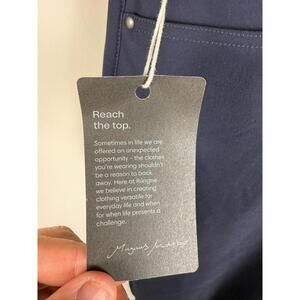 Reach
the top.
Sometimes in life we are
offered on unexpected
opportunity – the clothes
you're wearing shouldn't
be a reason to back
away. Here at Röngne
we believe in creating
clothing versatile for
everyday life and when
for when life presents a
challenge.